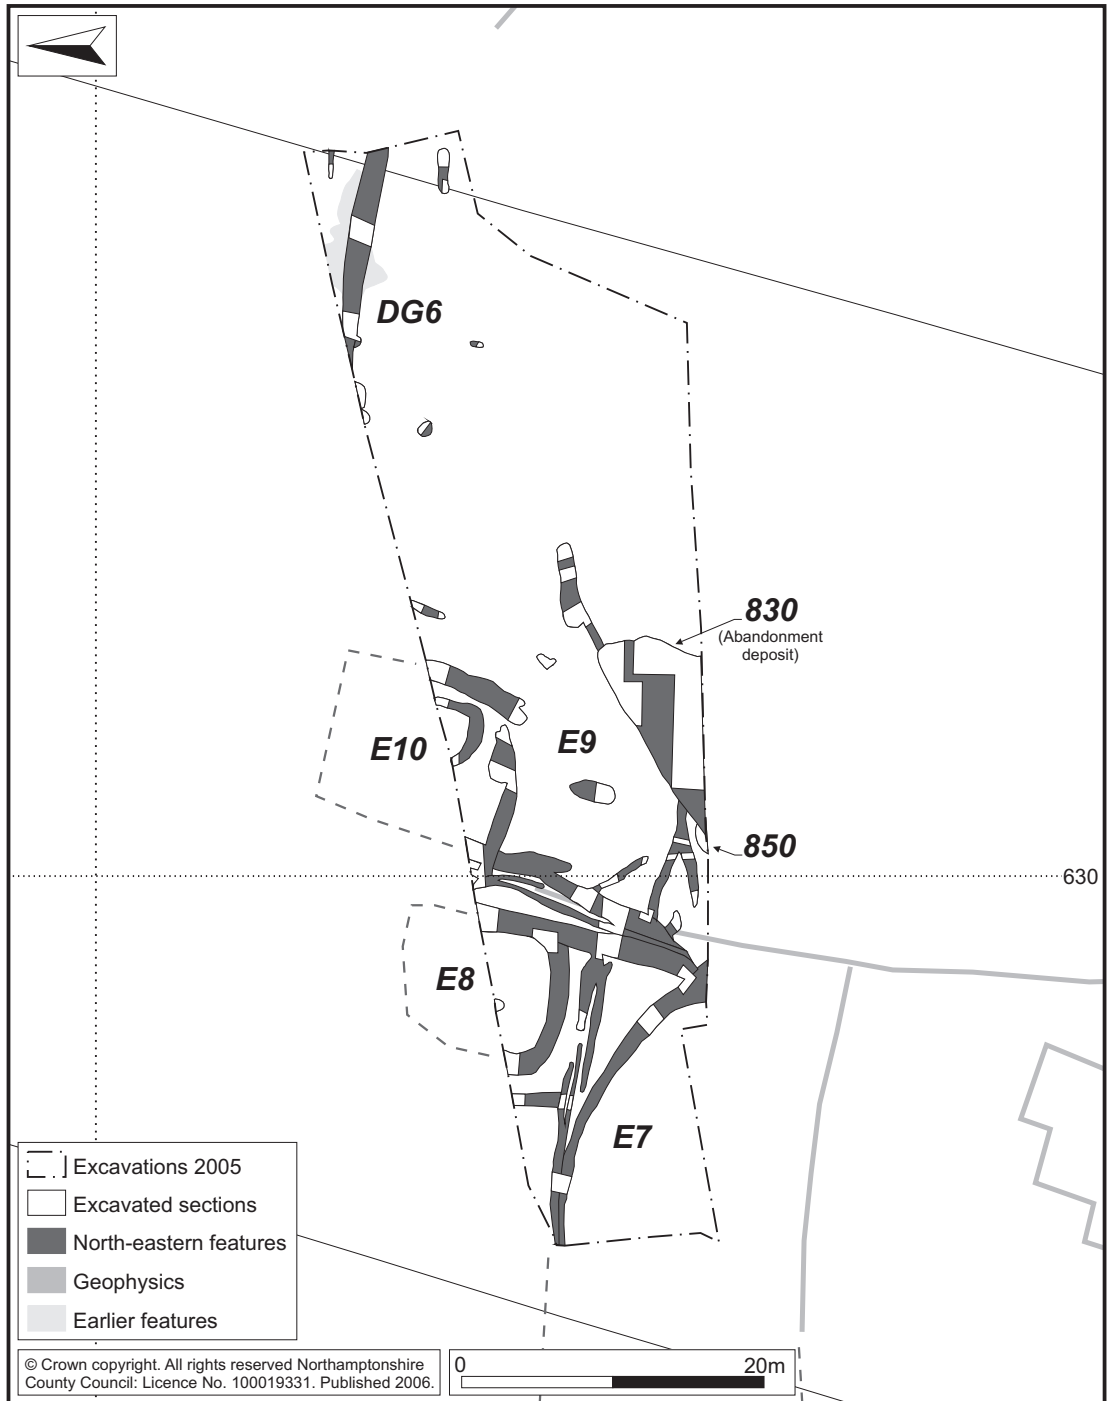 DG6
830
(Abandonment
deposit)
E10
E9
850
630
E8
E7
Excavations 2005
Excavated sections
North-eastern features
Geophysics
Earlier features
© Crown copyright. All rights reserved Northamptonshire
County Council: Licence No. 100019331. Published 2006.
0 20m